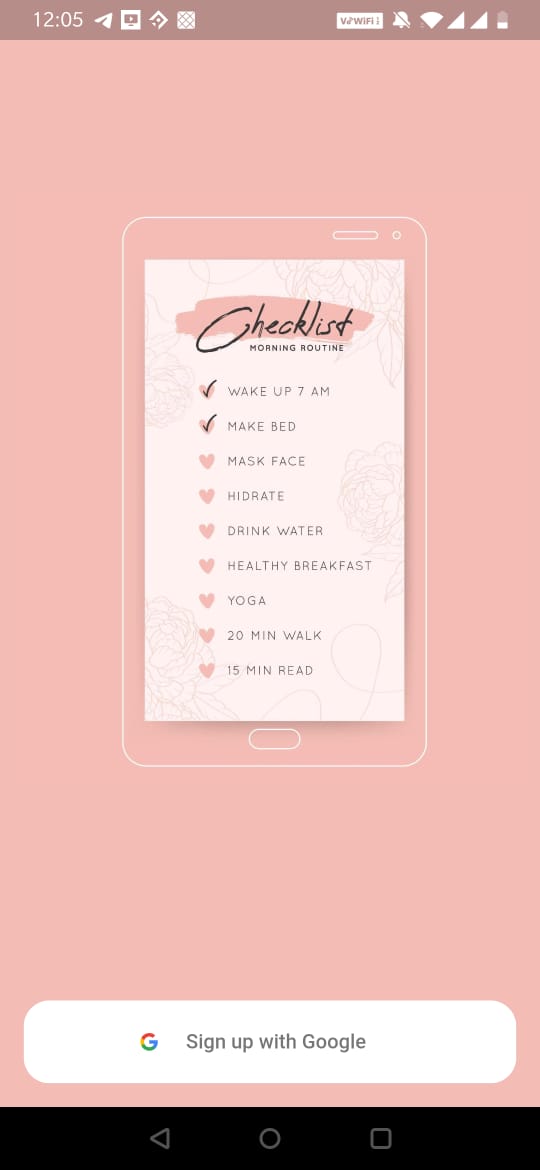 12:05
VoWiFi
Checklist
MORNING ROUTINE
WAKE UP 7 AM
MAKE BED
MASK FACE
HIDRATE
DRINK WATER
HEALTHY BREAKFAST
YOGA
20 MIN WALK
15 MIN READ
Sign up with Google